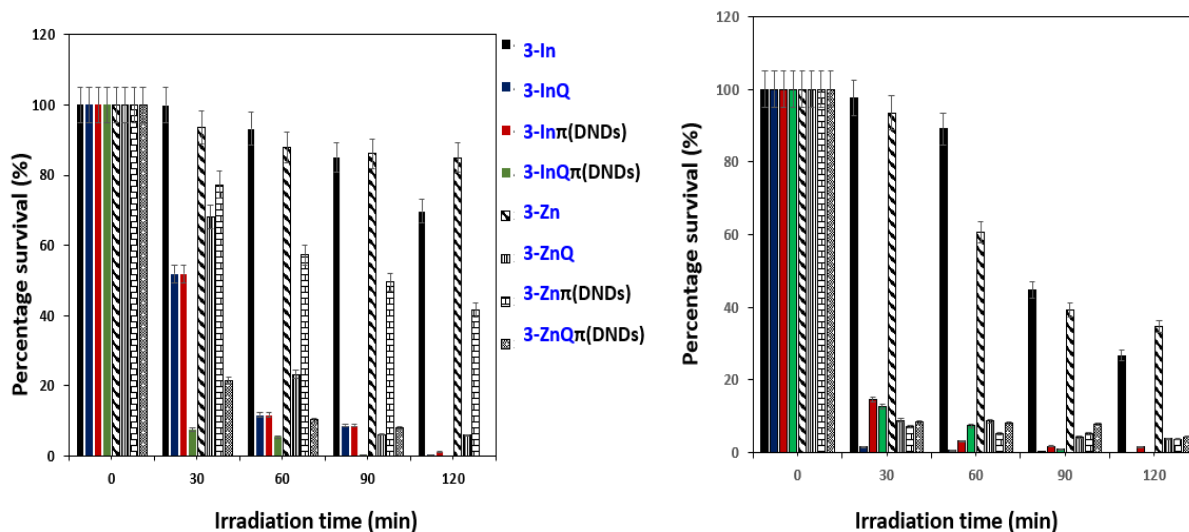 120
100
80
60
40
20
0
Percentage survival (%)
0 30 60 90 120
Irradiation time (min)
3-In
3-InQ
3-Inπ(DNDs)
3-InQπ(DNDs)
3-Zn
3-ZnQ
3-Znπ(DNDs)
3-ZnQπ(DNDs)
120
100
80
60
40
20
0
Percentage survival (%)
0 30 60 90 120
Irradiation time (min)